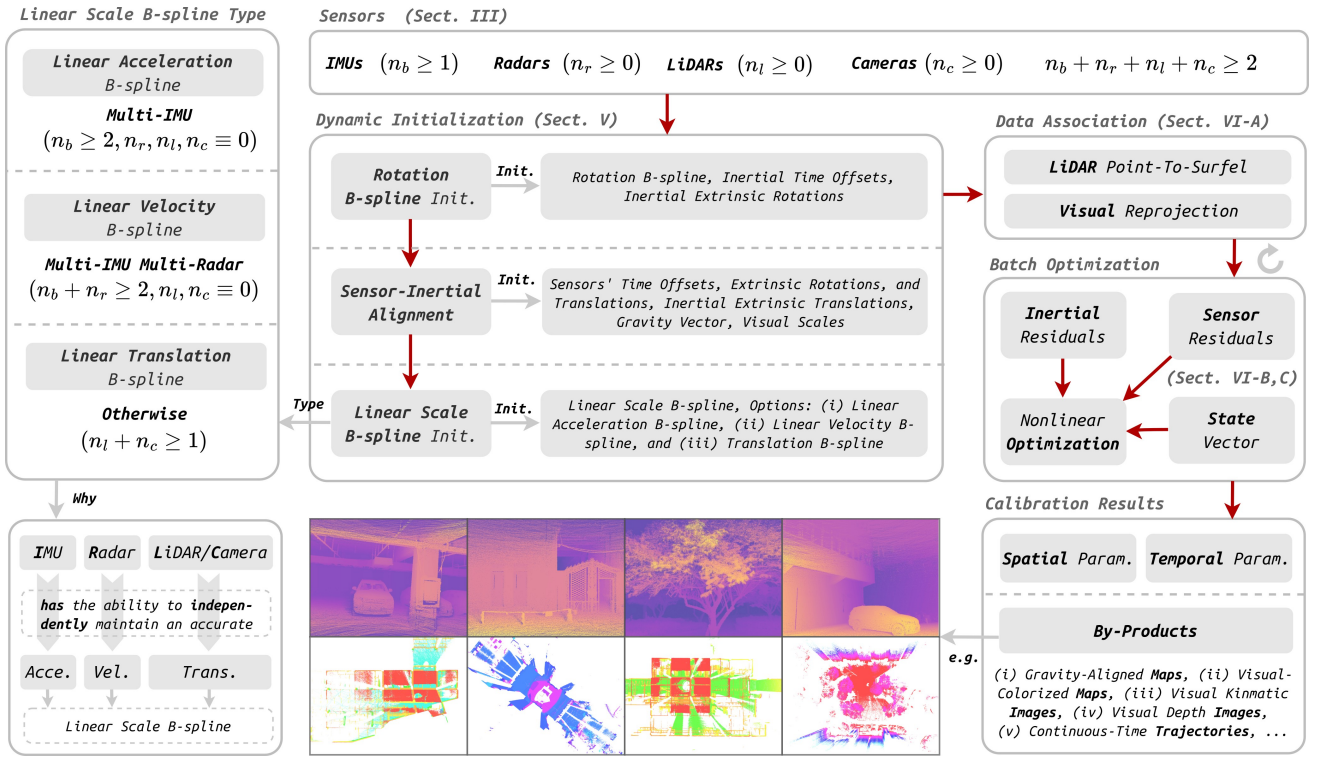 Linear Scale B-spline Type
Linear Acceleration
B-spline
Multi-IMU
(n_b ≥ 2, n_r, n_l, n_c ≡ 0)
Linear Velocity
B-spline
Multi-IMU Multi-Radar
(n_b + n_r ≥ 2, n_l, n_c ≡ 0)
Linear Translation
B-spline
Otherwise
(n_l + n_c ≥ 1)
Why
IMU Radar LiDAR/Camera
has the ability to indepen-
dently maintain an accurate
Acce. Vel. Trans.
Linear Scale B-spline
Sensors (Sect. III)
IMUs (n_b ≥ 1) Radars (n_r ≥ 0) LiDARs (n_l ≥ 0) Cameras (n_c ≥ 0) n_b + n_r + n_l + n_c ≥ 2
Dynamic Initialization (Sect. V)
Rotation
B-spline Init.
Init.
Rotation B-spline, Inertial Time Offsets,
Inertial Extrinsic Rotations
Sensor-Inertial
Alignment
Init.
Sensors' Time Offsets, Extrinsic Rotations, and
Translations, Inertial Extrinsic Translations,
Gravity Vector, Visual Scales
Type
Linear Scale
B-spline Init.
Init.
Linear Scale B-spline, Options: (i) Linear
Acceleration B-spline, (ii) Linear Velocity B-
spline, and (iii) Translation B-spline
Data Association (Sect. VI-A)
LiDAR Point-To-Surfel
Visual Reprojection
Batch Optimization
Inertial
Residuals
Sensor
Residuals
(Sect. VI-B,C)
Nonlinear
Optimization
State
Vector
Calibration Results
Spatial Param. Temporal Param.
By-Products
e.g.
(i) Gravity-Aligned Maps, (ii) Visual-
Colorized Maps, (iii) Visual Kinmatic
Images, (iv) Visual Depth Images,
(v) Continuous-Time Trajectories, ...